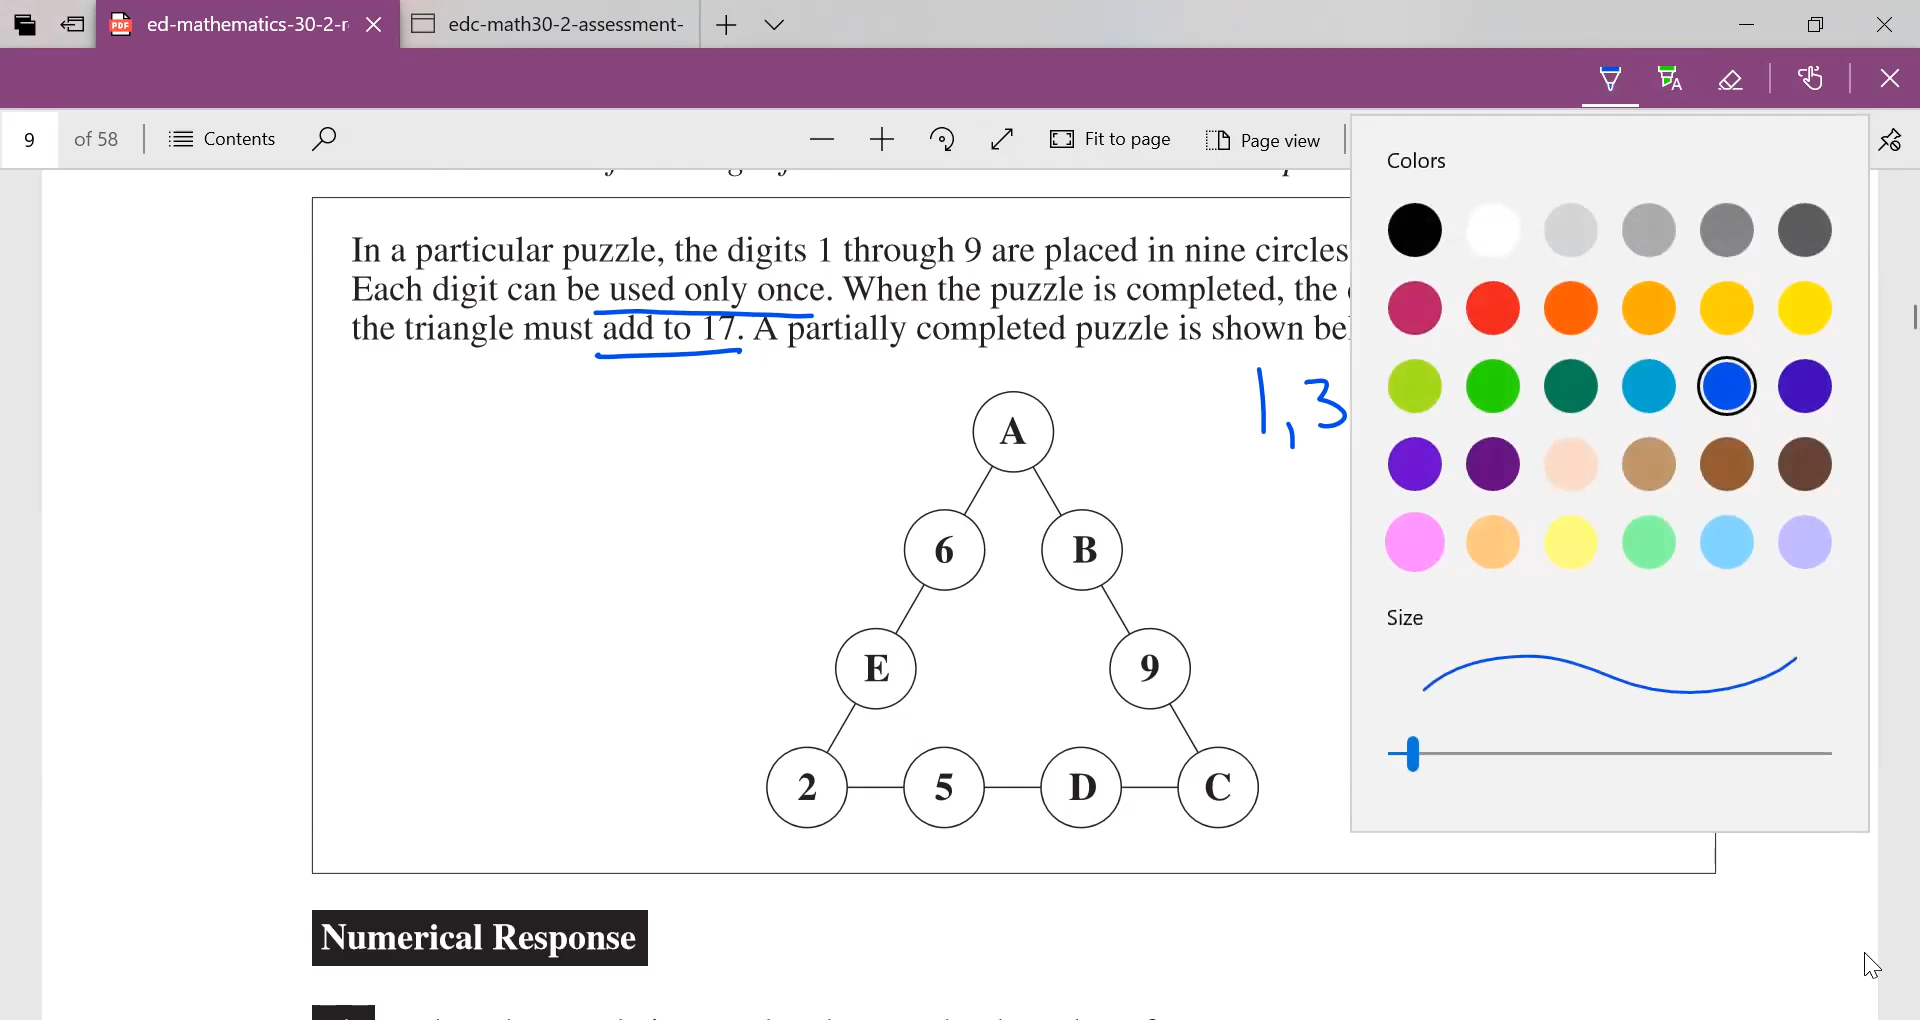 ed-mathematics-30-2-r
edc-math30-2-assessment-
9 of 58
Contents
Fit to page
Page view
In a particular puzzle, the digits 1 through 9 are placed in nine circles
Each digit can be used only once. When the puzzle is completed, the
the triangle must add to 17. A partially completed puzzle is shown be
1,3
A
6 B
E 9
2 5 D C
Numerical Response
Colors
Size